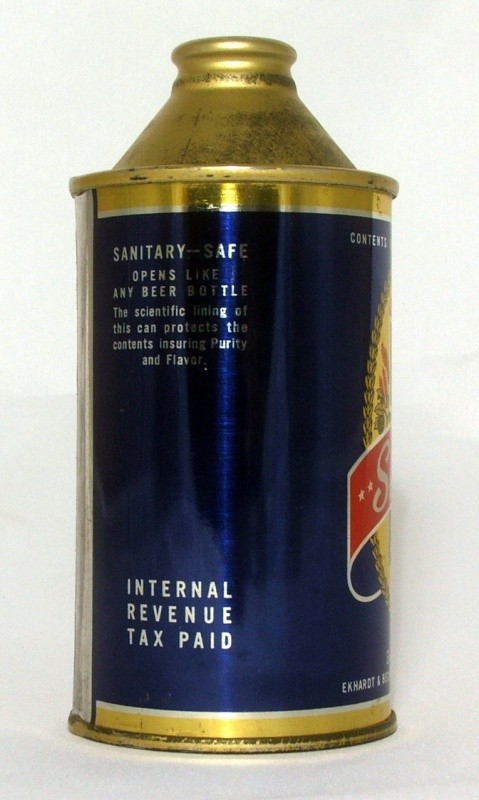 SANITARY—SAFE
OPENS LIKE
ANY BEER BOTTLE
The scientific lining of
this can protects the
contents insuring Purity
and Flavor.
INTERNAL
REVENUE
TAX PAID
CONTENTS
EKHARDT &